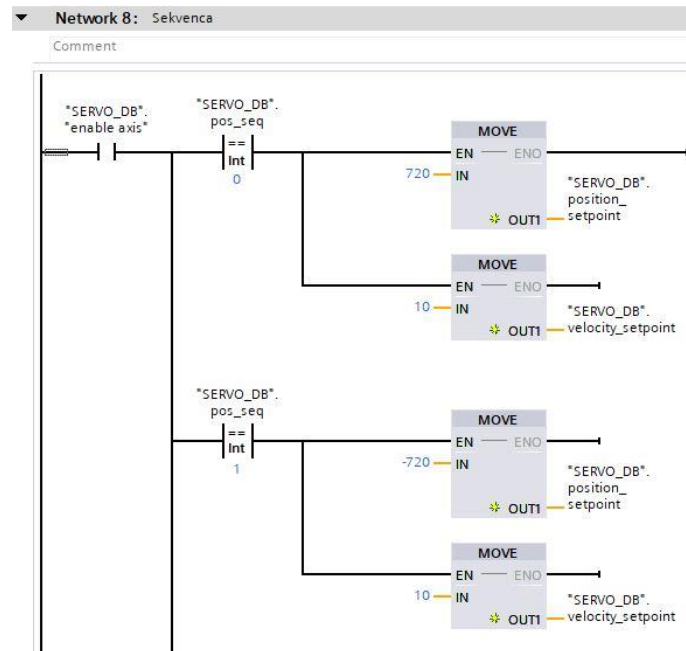 Network 8: Sekvenca
Comment
"SERVO_DB".
"enable axis"
"SERVO_DB".
pos_seq
==
Int
0
MOVE
EN ENO
720 IN
OUT1
"SERVO_DB".
position_
setpoint
MOVE
EN ENO
10 IN
OUT1
"SERVO_DB".
velocity_setpoint
"SERVO_DB".
pos_seq
==
Int
1
MOVE
EN ENO
-720 IN
OUT1
"SERVO_DB".
position_
setpoint
MOVE
EN ENO
10 IN
OUT1
"SERVO_DB".
velocity_setpoint